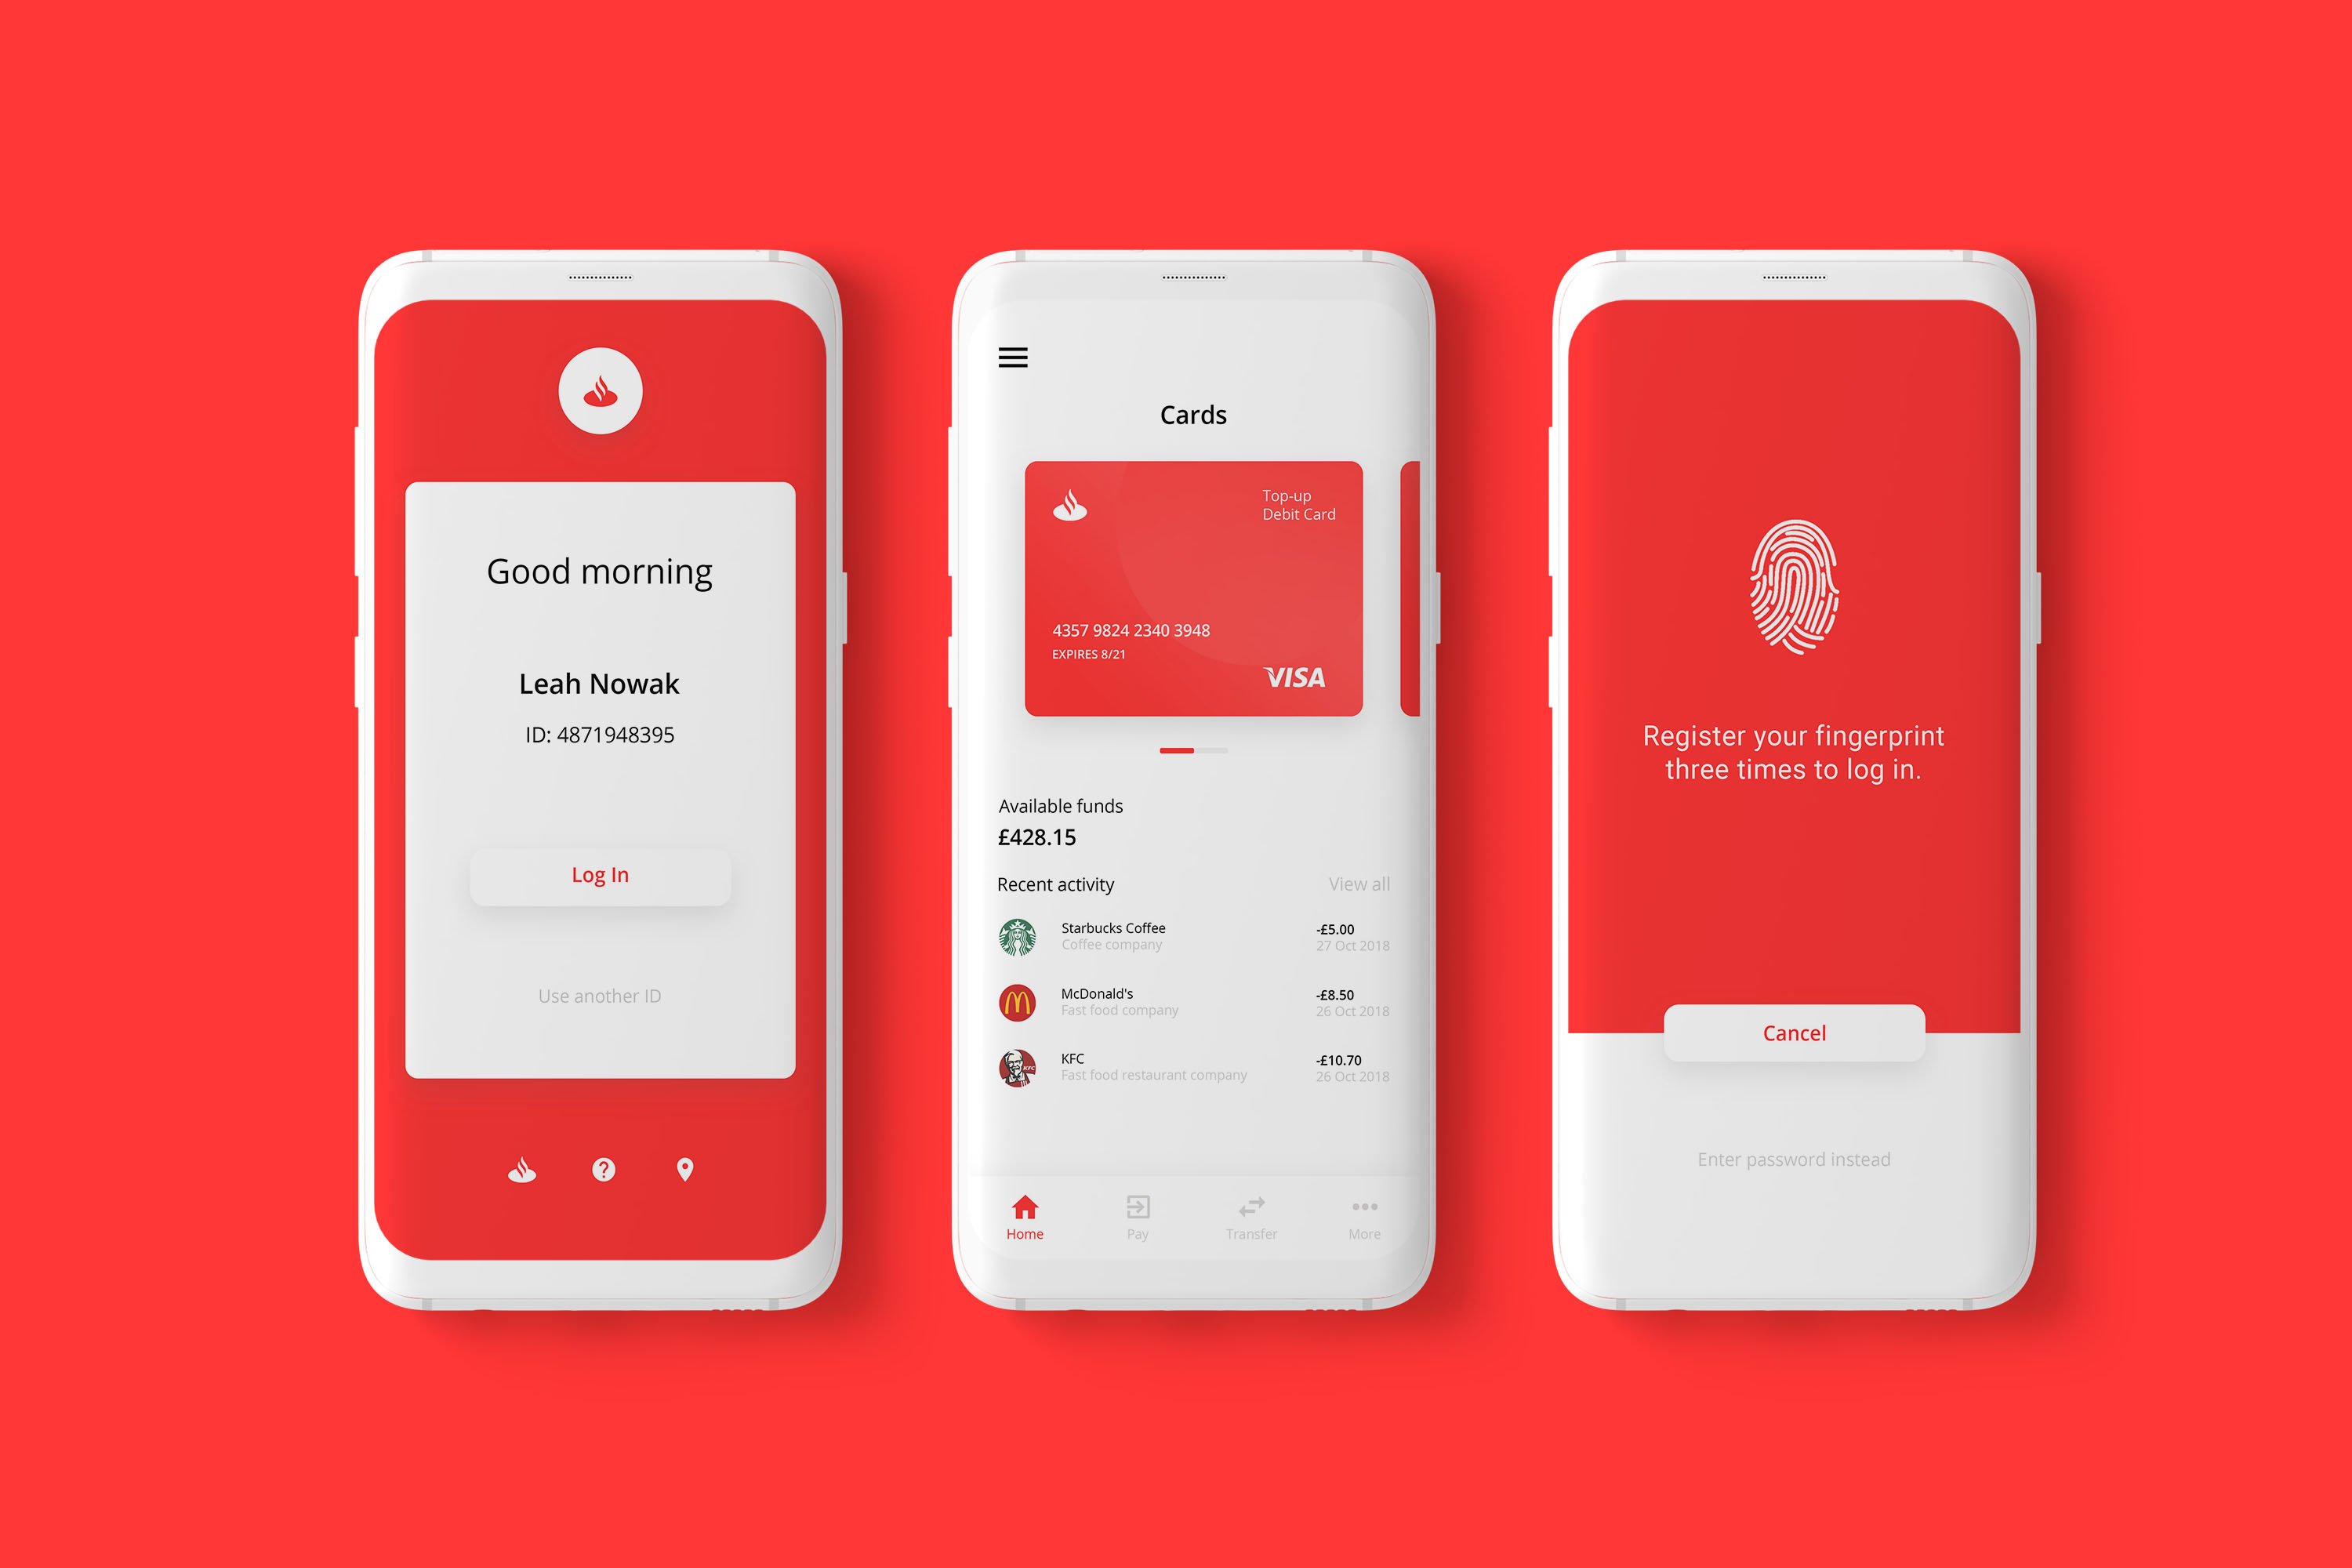 Good morning
Leah Nowak
ID: 4871948395
Log In
Use another ID
Cards
Top-up
Debit Card
4357 9824 2340 3948
EXPIRES 8/21
VISA
Available funds
£428.15
Recent activity
View all
Starbucks Coffee
-£5.00
Coffee company
27 Oct 2018
McDonald's
-£8.50
Fast food company
26 Oct 2018
KFC
-£10.70
KFC
Fast food restaurant company
26 Oct 2018
Home
Pay
Transfer
More
Register your fingerprint
three times to log in.
Cancel
Enter password instead